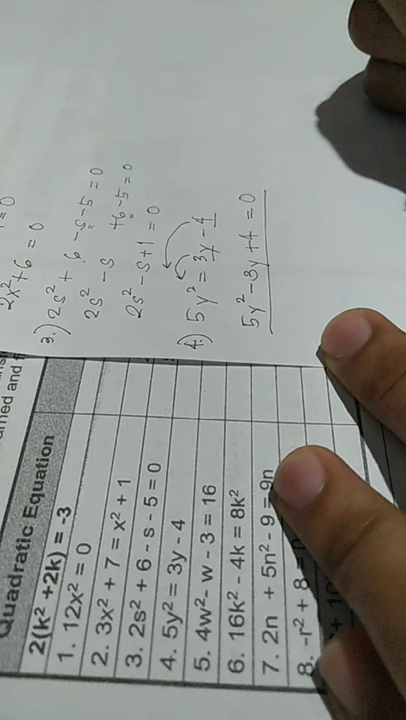 = 0
2x² + 6 = 0
3.) 2s² + 6 - s - 5 = 0
2s² - s + 6 - 5 = 0
2s² - s + 1 = 0
4.) 5y² = 3y - 4
5y² - 3y + 4 = 0
and
Quadratic Equation
2(k² +2k) = -3
1. 12x² = 0
2. 3x² + 7 = x² + 1
3. 2s² + 6 - s - 5 = 0
4. 5y² = 3y - 4
5. 4w² - w - 3 = 16
6. 16k² - 4k = 8k²
7. 2n + 5n² - 9 = 9n
8. -r² + 8